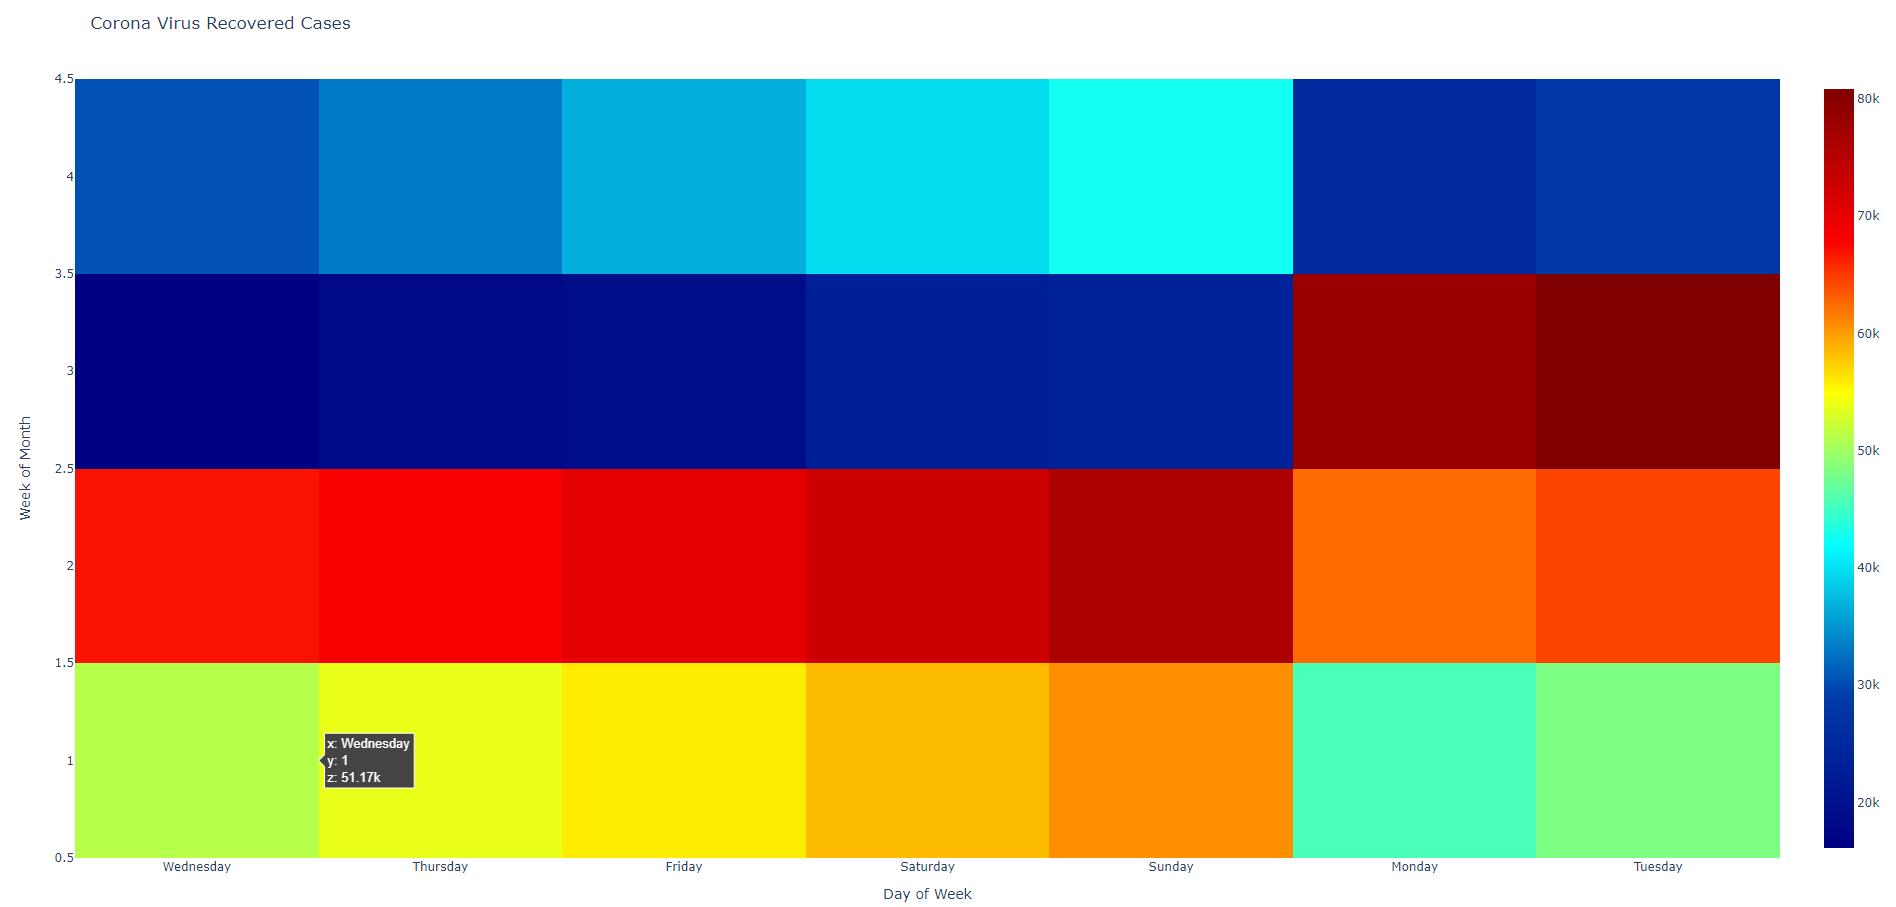 Corona Virus Recovered Cases
4.5
4
3.5
3
2.5
2
1.5
1
0.5
Week of Month
x: Wednesday
y: 1
z: 51.17k
Wednesday Thursday Friday Saturday Sunday Monday Tuesday
Day of Week
80k
70k
60k
50k
40k
30k
20k